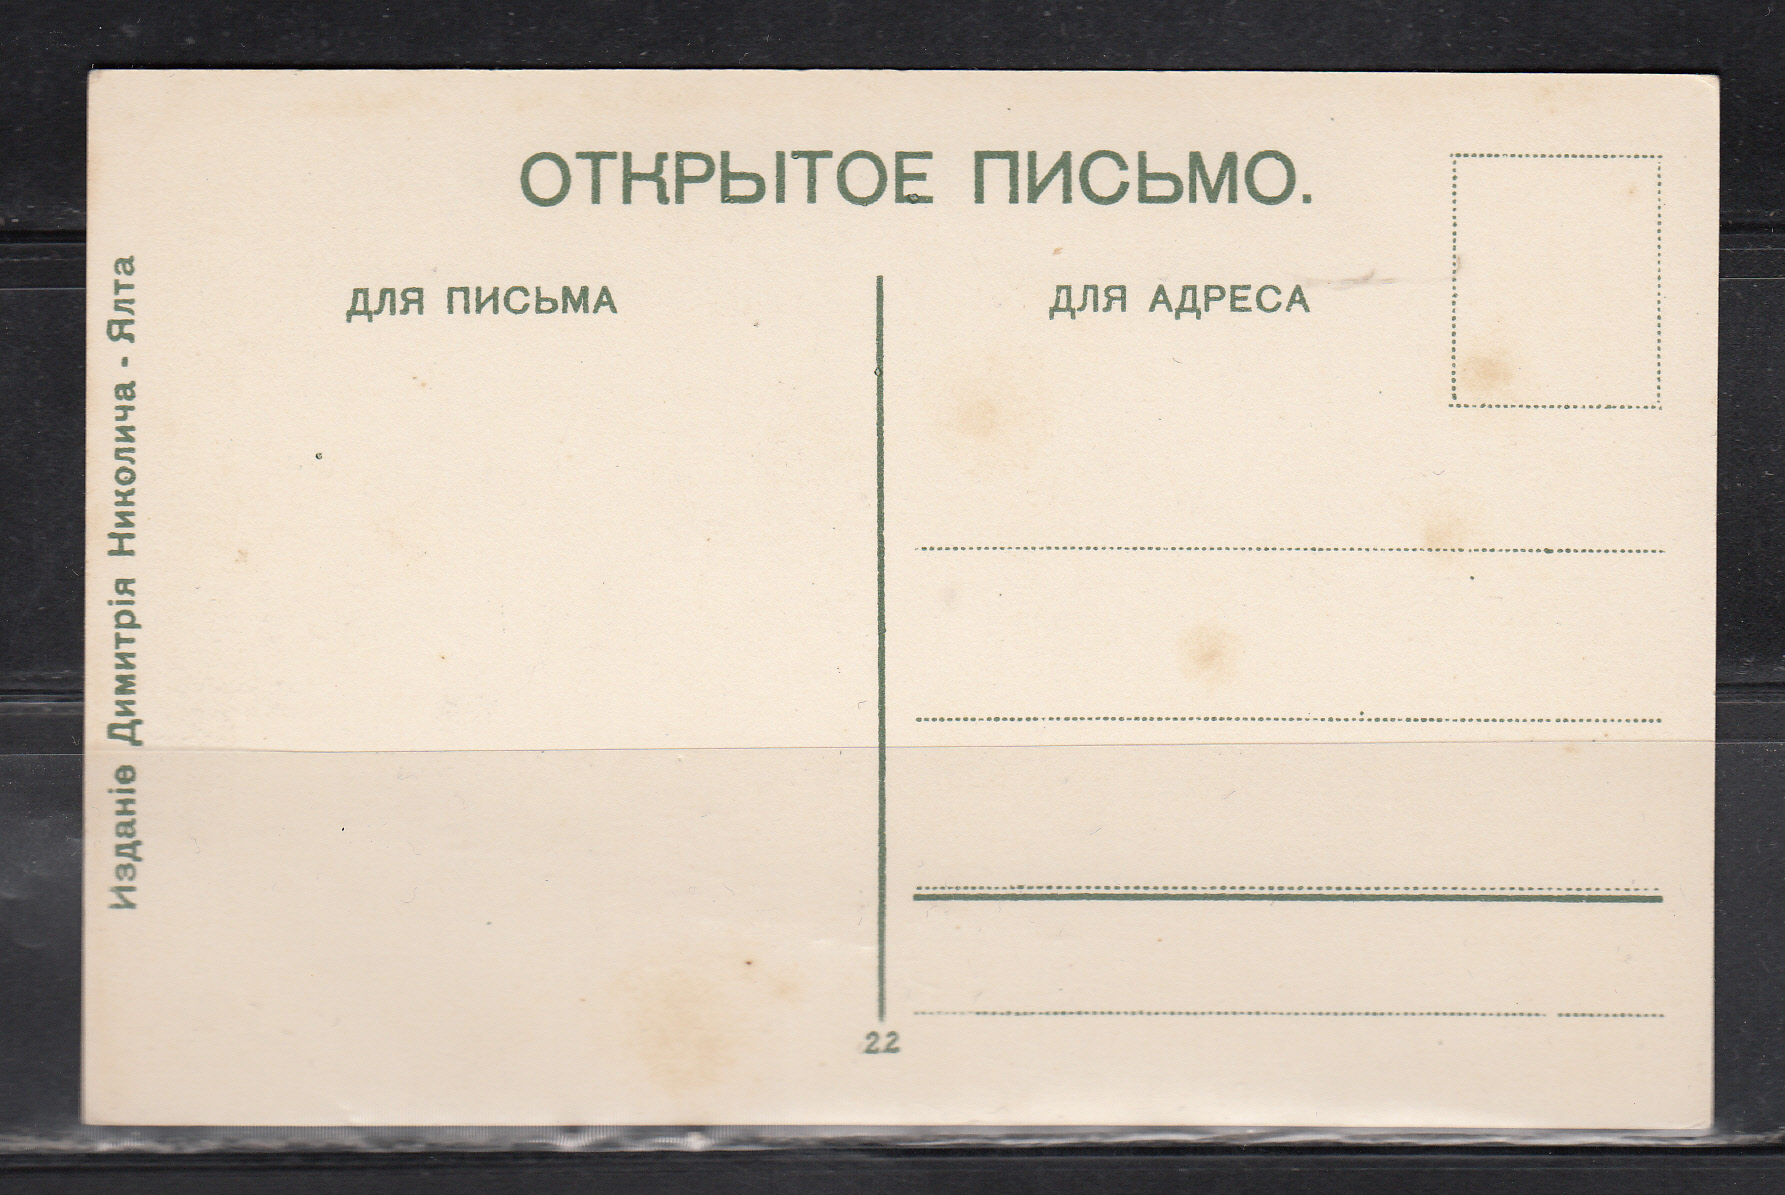 ОТКРЫТОЕ ПИСЬМО.
ДЛЯ ПИСЬМА
ДЛЯ АДРЕСА
Изданіе Димитрія Николича - Ялта
22